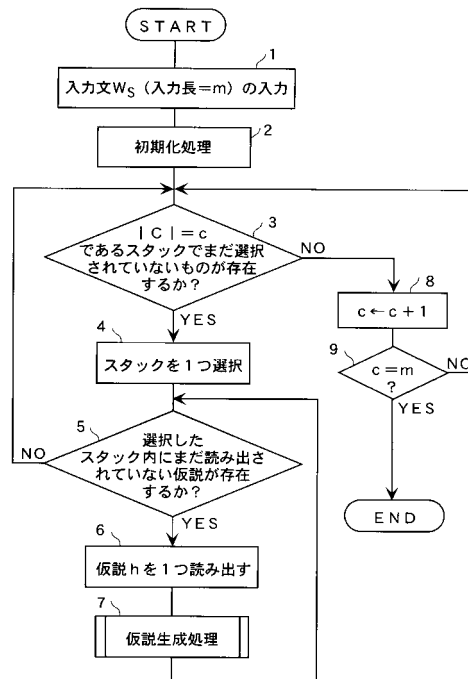 START
1
入力文WS(入力長=m)の入力
2
初期化処理
3
|C|=c
であるスタックでまだ選択
されていないものが存在
するか?
NO
YES
8
c←c+1
4
スタックを1つ選択
9
c=m
?
NO
YES
5
選択した
スタック内にまだ読み出さ
れていない仮説が存在
するか?
NO
YES
END
6
仮説hを1つ読み出す
7
仮説生成処理